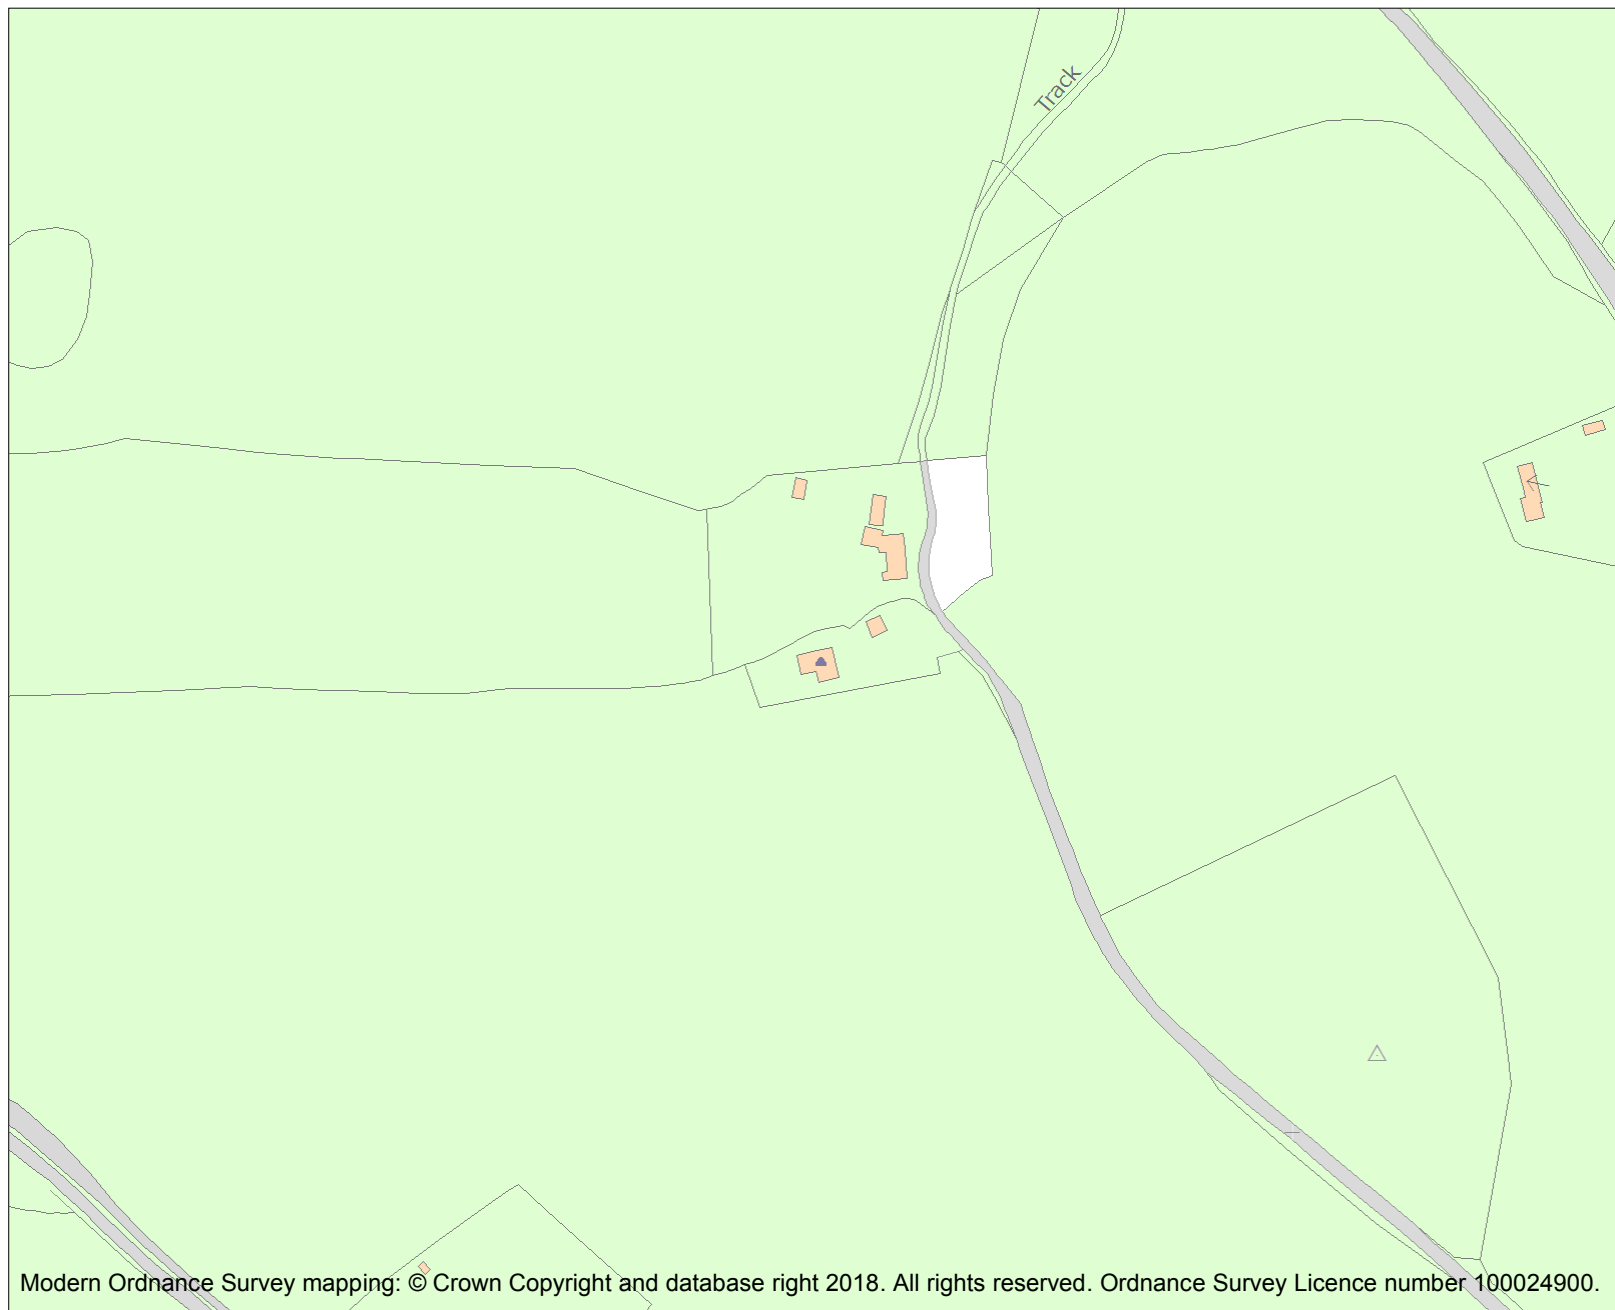 Track
Modern Ordnance Survey mapping: © Crown Copyright and database right 2018. All rights reserved. Ordnance Survey Licence number 100024900.